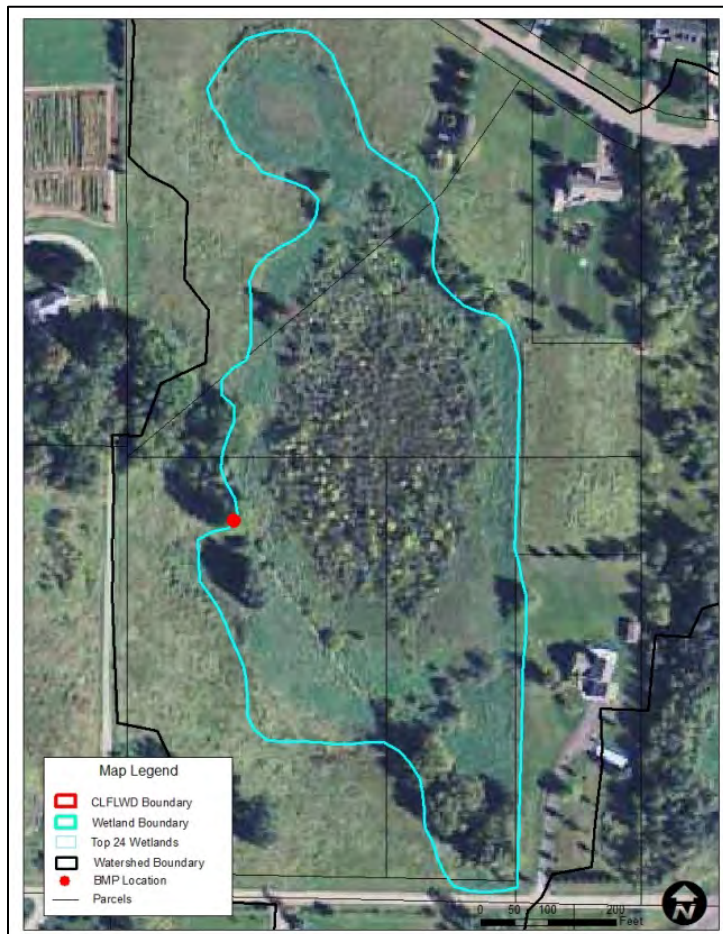 Map Legend
CLFLWD Boundary
Wetland Boundary
Top 24 Wetlands
Watershed Boundary
BMP Location
Parcels
N
0 50 100 200
Feet